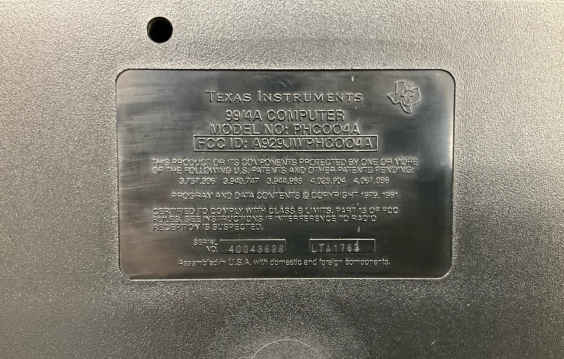 TEXAS INSTRUMENTS
99/4A COMPUTER
MODEL NO: PHC004A
FCC ID: A929JWPHC004A
THIS PRODUCT OR ITS COMPONENTS PROTECTED BY ONE OR MORE
OF THE FOLLOWING U.S. PATENTS AND OTHER PATENTS PENDING:
PROGRAM AND DATA CONTENTS © COPYRIGHT 1979, 1981
CERTIFIED TO COMPLY WITH CLASS B LIMITS, PART 15 OF FCC
RULES. SEE INSTRUCTIONS IF INTERFERENCE TO RADIO
RECEPTION IS SUSPECTED.
SERIAL
NO. LTA1783
Assembled in U.S.A. with domestic and foreign components.